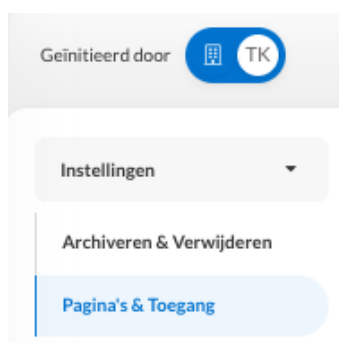 Geïnitieerd door TK
Instellingen
Archiveren & Verwijderen
Pagina's & Toegang